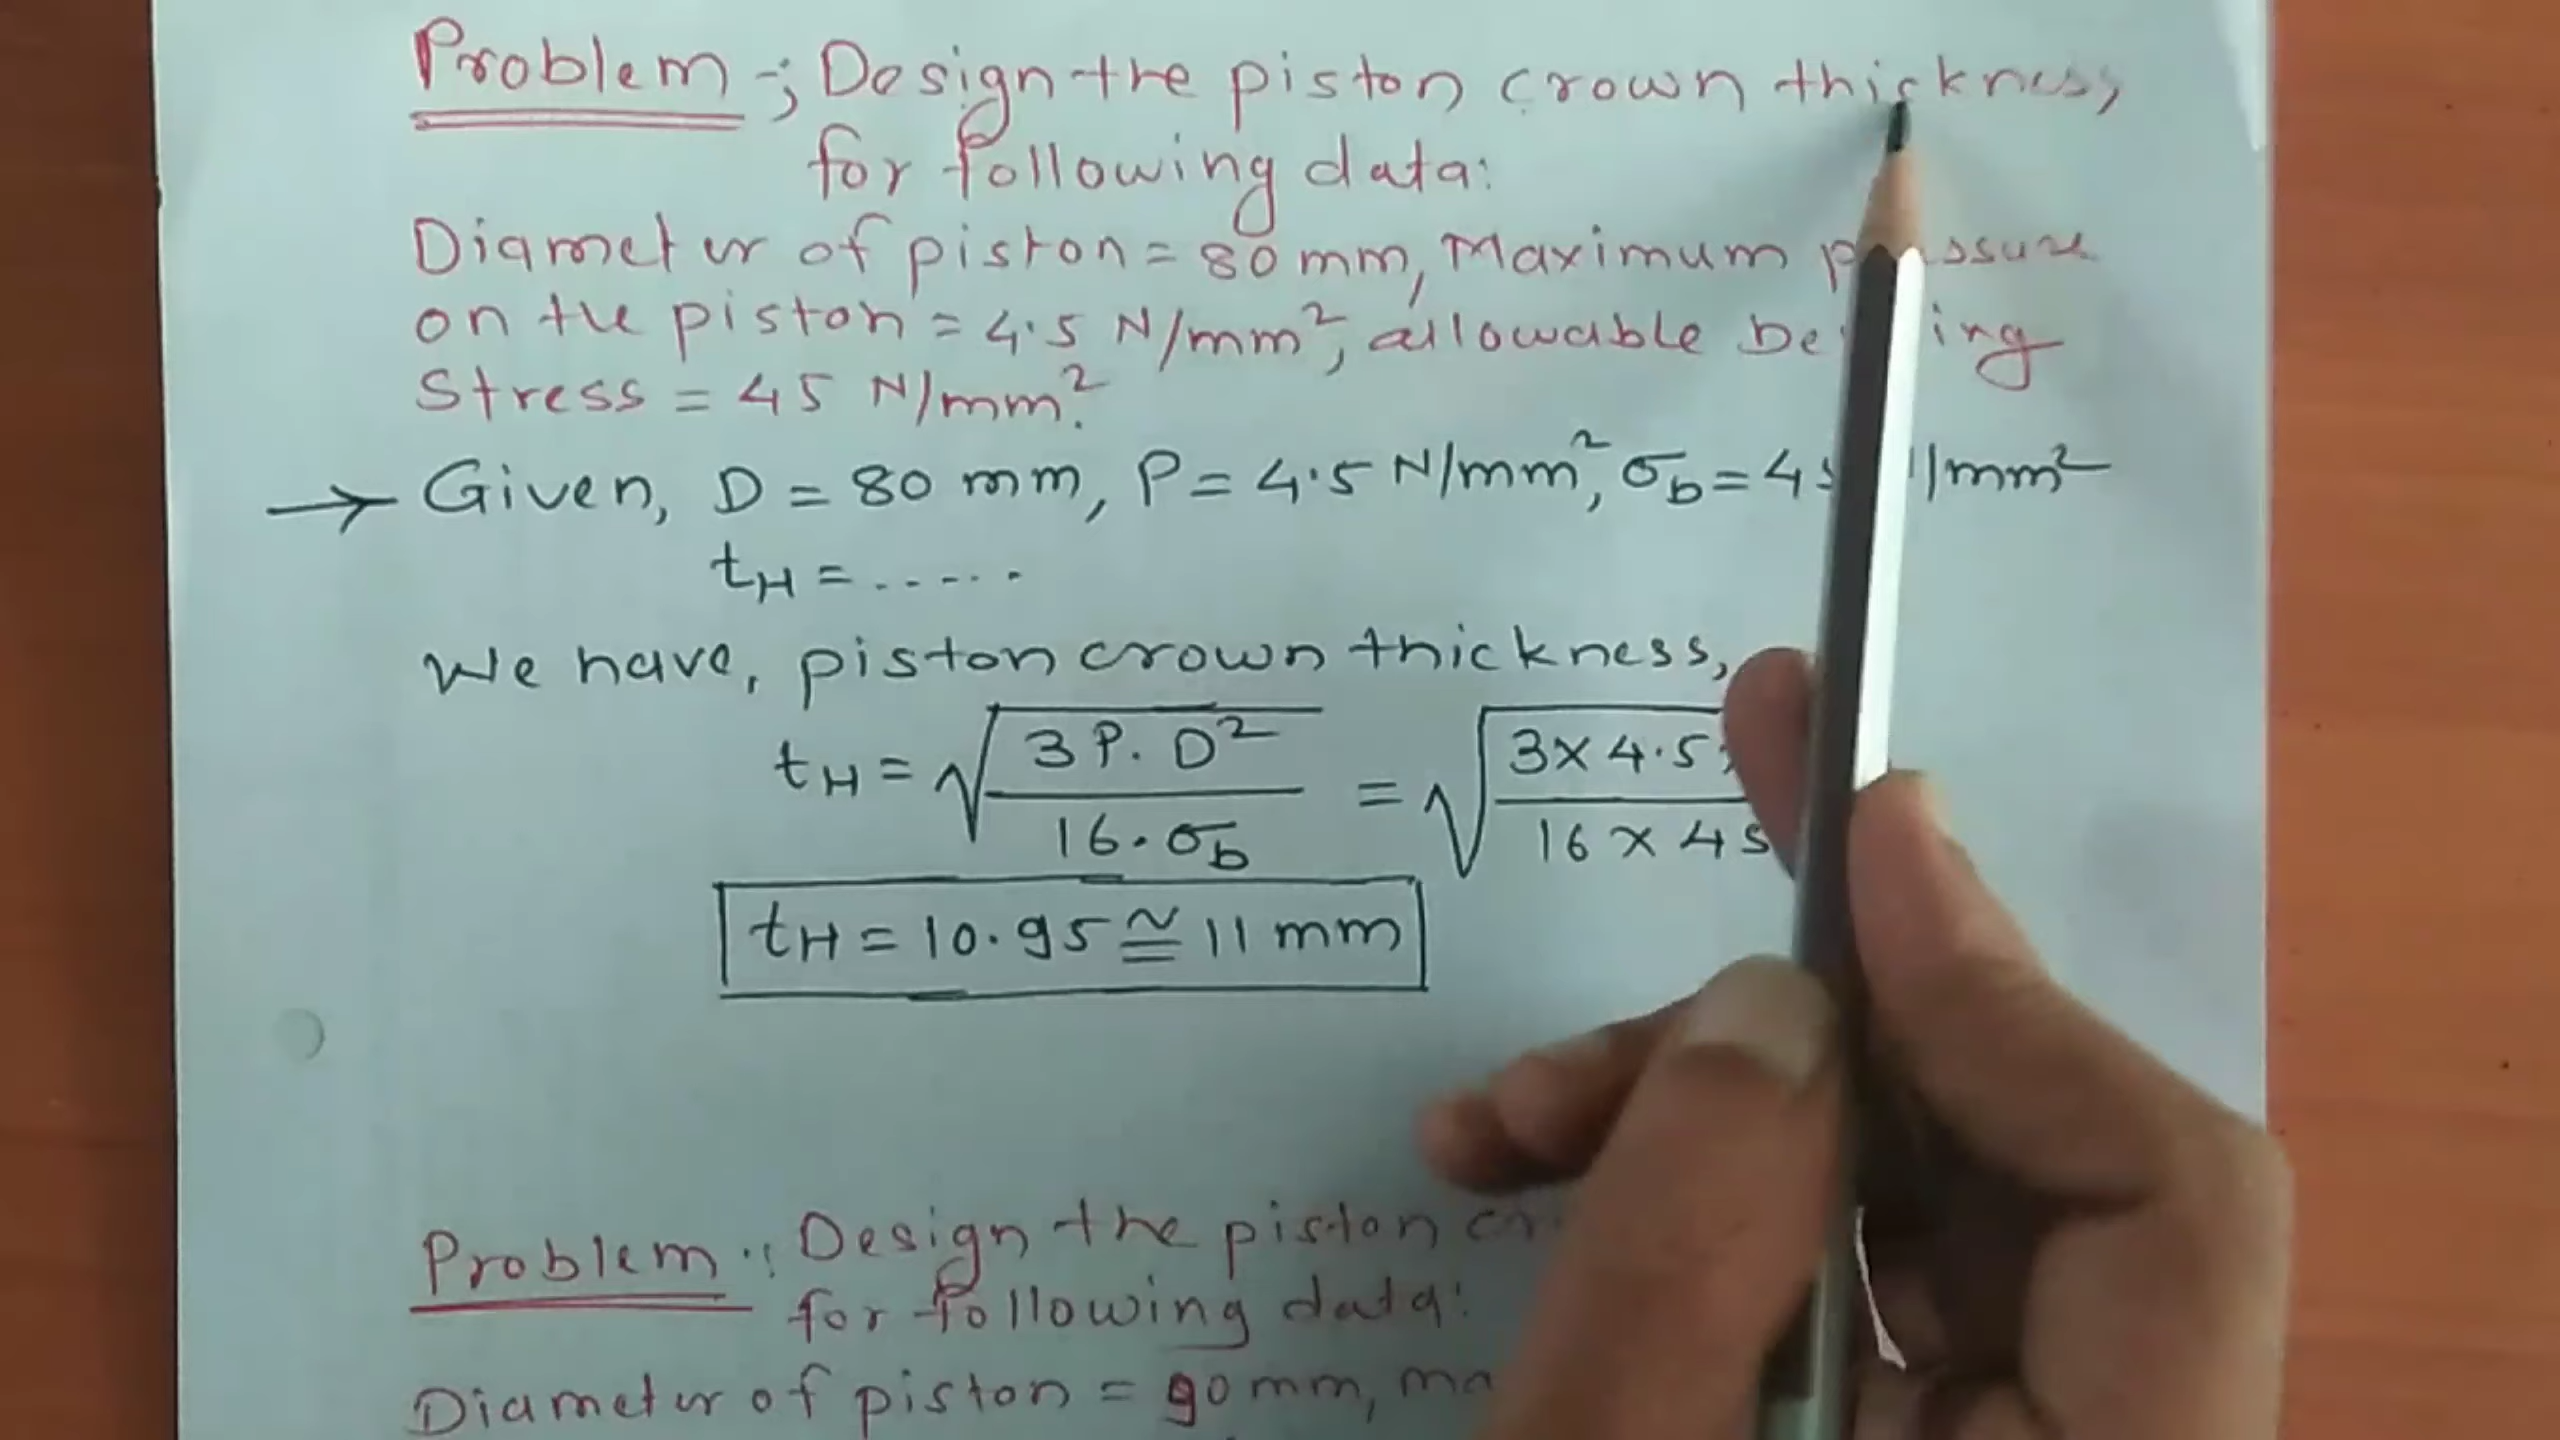 Problem :- Design the piston crown thickness
for following data:
Diameter of piston = 80 mm, Maximum
on the piston = 4.5 N/mm², allowable
Stress = 45 N/mm².
→ Given, D = 80 mm, P = 4.5 N/mm², σb = 45 N/mm²
tH = .....
We have, piston crown thickness,
tH = √(3P. D² / 16. σb) = √(3 x 4.5 / 16 x 45
tH = 10.95 ≅ 11 mm
Problem : Design the piston
for following data:
Diameter of piston = 90 mm,